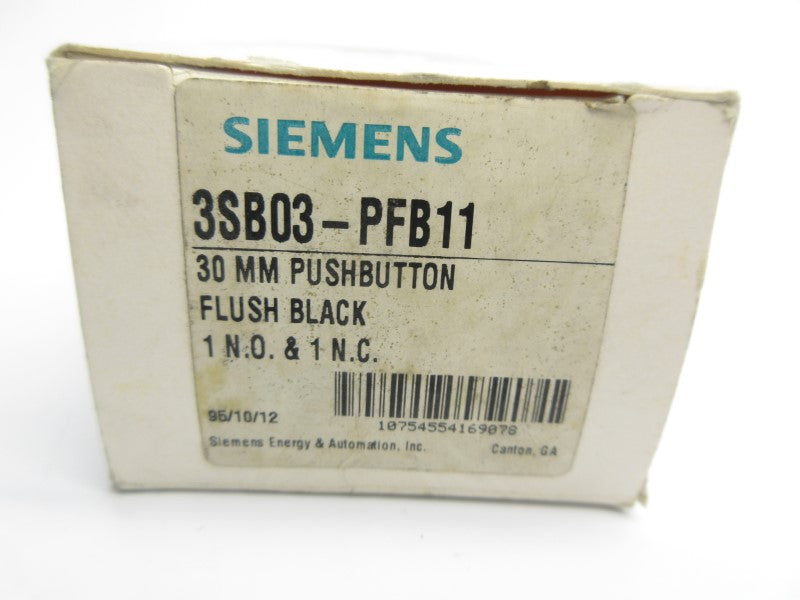 SIEMENS
3SB03-PFB11
30 MM PUSHBUTTON
FLUSH BLACK
1 N.O. & 1 N.C.
95/10/12
10754554169078
Siemens Energy & Automation, Inc. Canton, GA